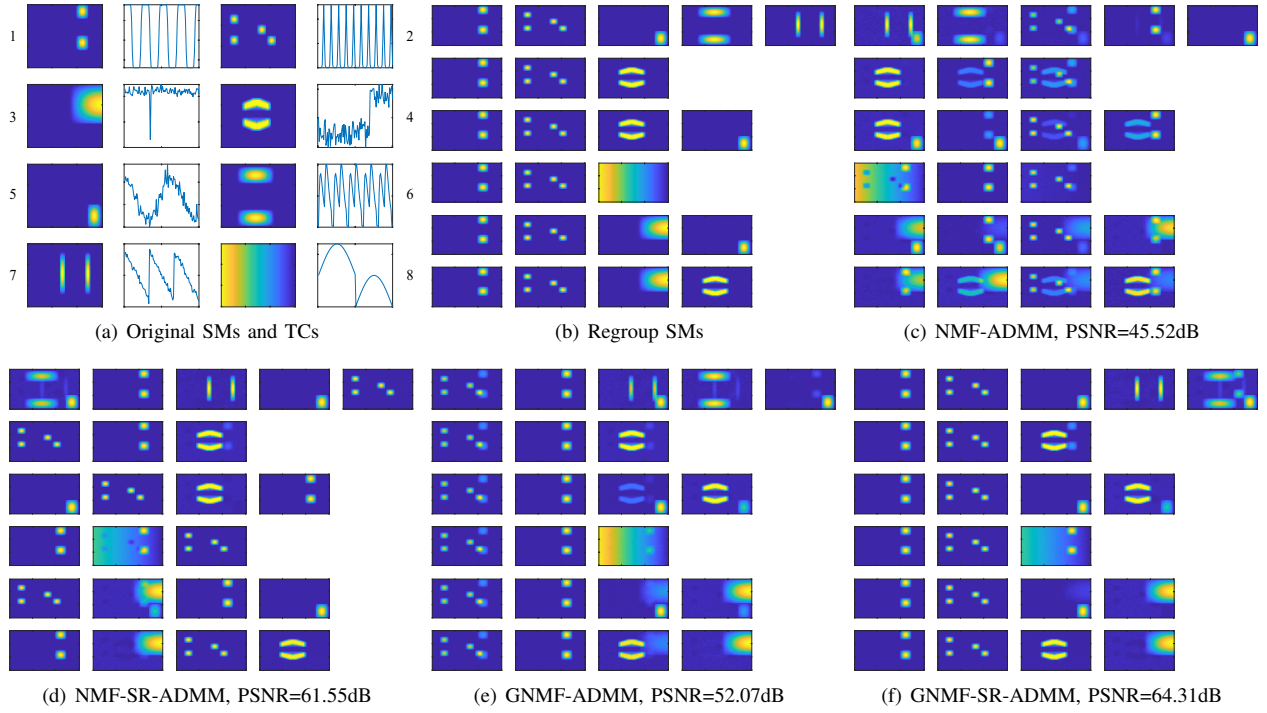 1
2
3
4
5
6
7
8
(a) Original SMs and TCs
(b) Regroup SMs
(c) NMF-ADMM, PSNR=45.52dB
(d) NMF-SR-ADMM, PSNR=61.55dB
(e) GNMF-ADMM, PSNR=52.07dB
(f) GNMF-SR-ADMM, PSNR=64.31dB